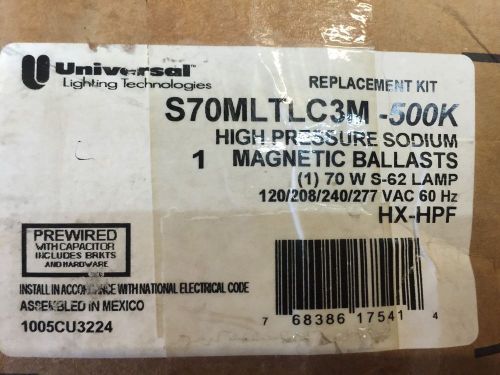 Universal
Lighting Technologies
REPLACEMENT KIT
S70MLTLC3M -500K
HIGH PRESSURE SODIUM
1 MAGNETIC BALLASTS
(1) 70 W S-62 LAMP
120/208/240/277 VAC 60 Hz
HX-HPF
PREWIRED
WITH CAPACITOR
INCLUDES BRKTS
AND HARDWARE
INSTALL IN ACCORDANCE WITH NATIONAL ELECTRICAL CODE
ASSEMBLED IN MEXICO
1005CU3224
7 68386 17541 4